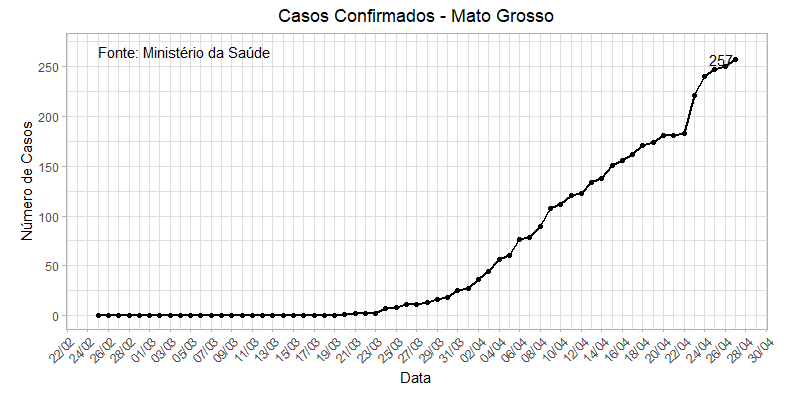 Casos Confirmados - Mato Grosso
Fonte: Ministério da Saúde
257
Número de Casos
250
200
150
100
50
0
22/02 24/02 26/02 28/02 01/03 03/03 05/03 07/03 09/03 11/03 13/03 15/03 17/03 19/03 21/03 23/03 25/03 27/03 29/03 31/03 02/04 04/04 06/04 08/04 10/04 12/04 14/04 16/04 18/04 20/04 22/04 24/04 26/04 28/04 30/04
Data